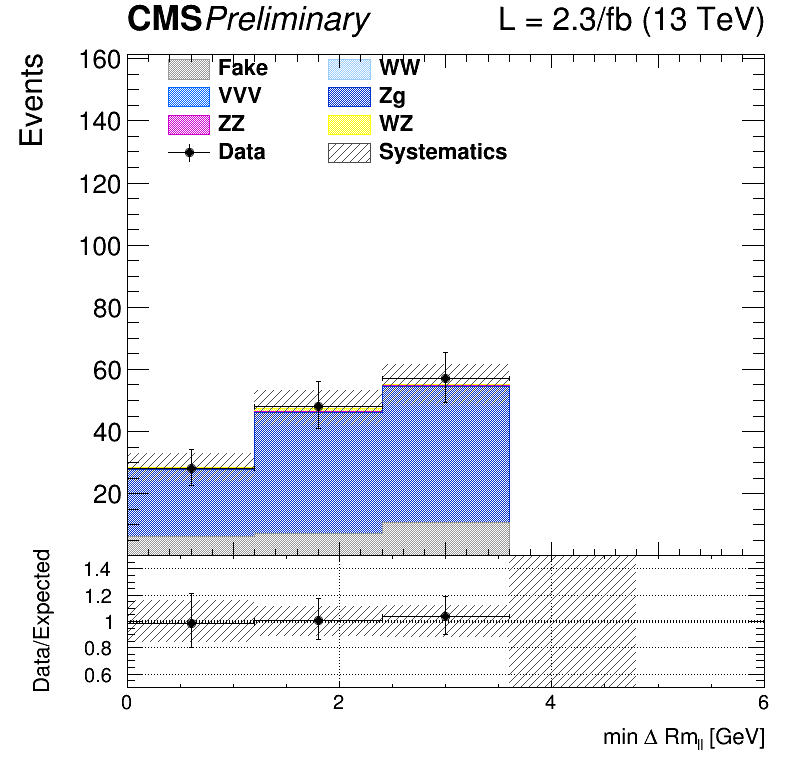 CMS Preliminary L = 2.3/fb (13 TeV)
Events
160
140
120
100
80
60
40
20
Fake WW
VVV Zg
ZZ WZ
Data Systematics
Data/Expected
1.4
1.2
1
0.8
0.6
0 2 4 6
min Δ Rm_ll [GeV]